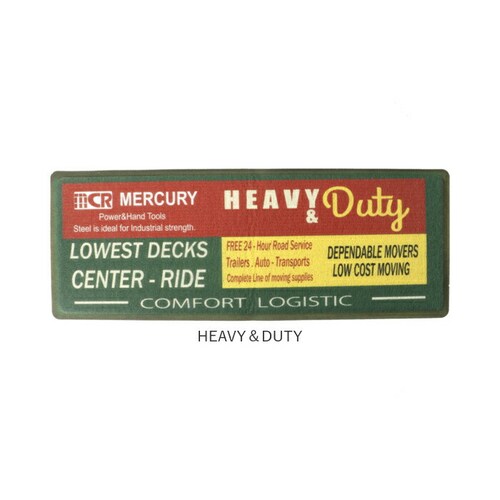 MCR MERCURY
Power&Hand Tools
Steel is ideal for Industrial strength.
HEAVY
& Duty
LOWEST DECKS
CENTER - RIDE
FREE 24 - Hour Road Service
Trailers . Auto - Transports
Complete Line of moving supplies
DEPENDABLE MOVERS
LOW COST MOVING
COMFORT LOGISTIC
HEAVY & DUTY